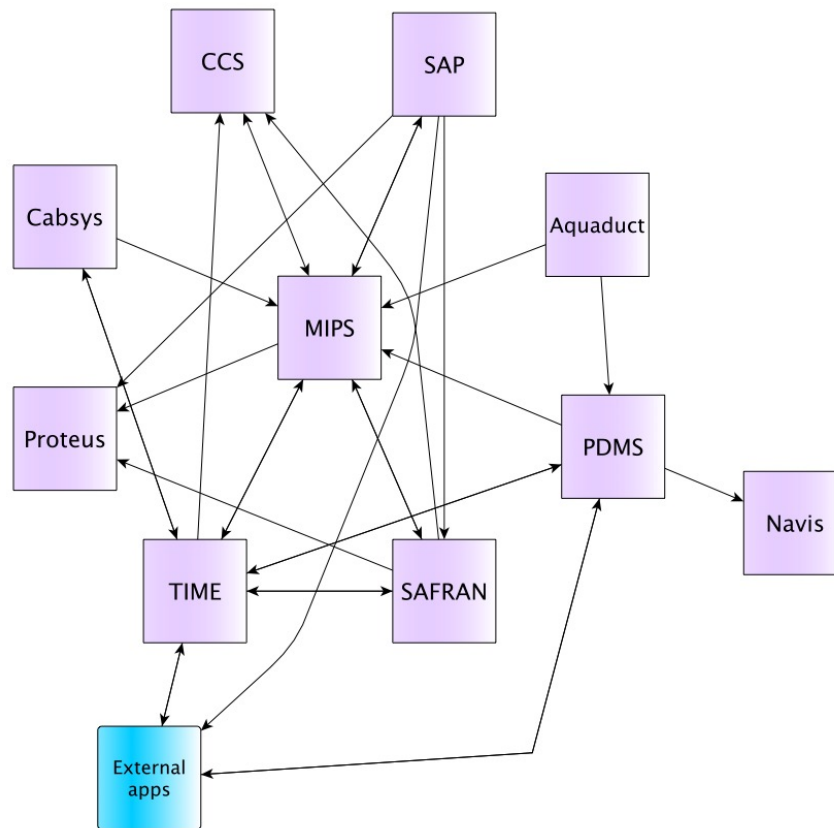 CCS
SAP
Cabsys
Aquaduct
MIPS
Proteus
PDMS
Navis
TIME
SAFRAN
External
apps